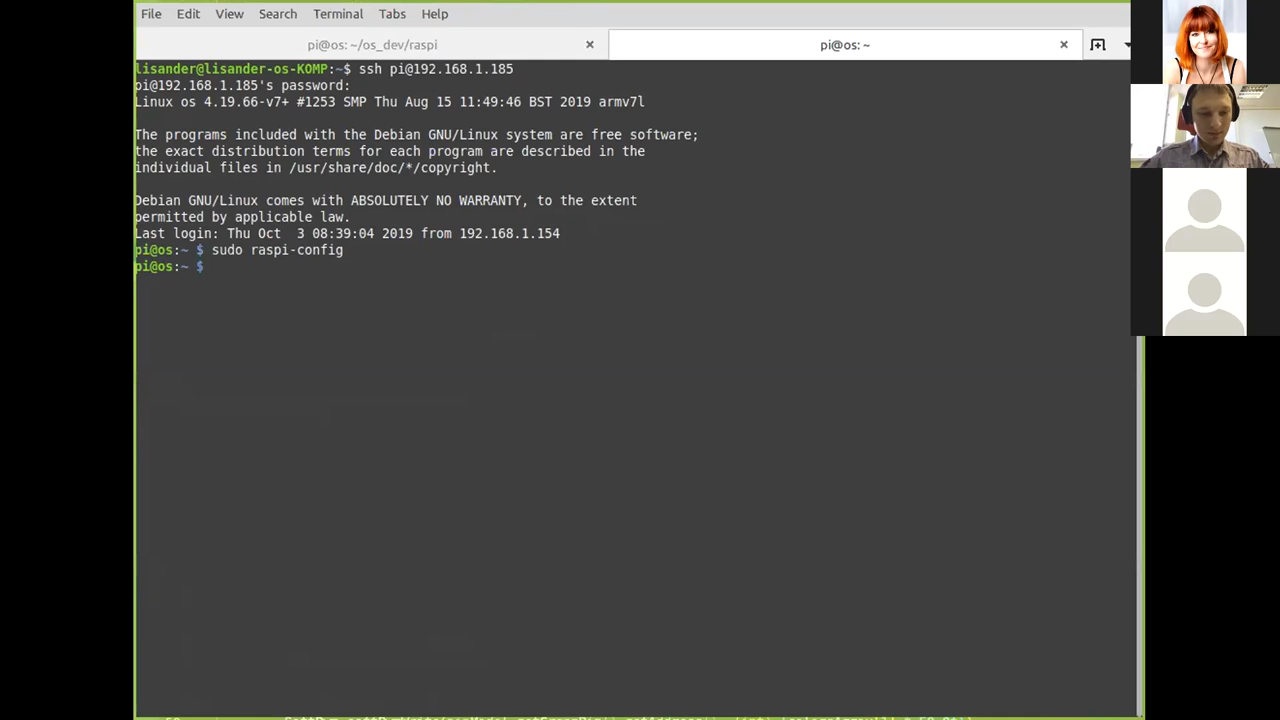 File Edit View Search Terminal Tabs Help
pi@os: ~/os_dev/raspi × pi@os: ~ ×
lisander@lisander-os-KOMP:~$ ssh pi@192.168.1.185
pi@192.168.1.185's password:
Linux os 4.19.66-v7+ #1253 SMP Thu Aug 15 11:49:46 BST 2019 armv7l
The programs included with the Debian GNU/Linux system are free software;
the exact distribution terms for each program are described in the
individual files in /usr/share/doc/*/copyright.
Debian GNU/Linux comes with ABSOLUTELY NO WARRANTY, to the extent
permitted by applicable law.
Last login: Thu Oct  3 08:39:04 2019 from 192.168.1.154
pi@os:~ $ sudo raspi-config
pi@os:~ $